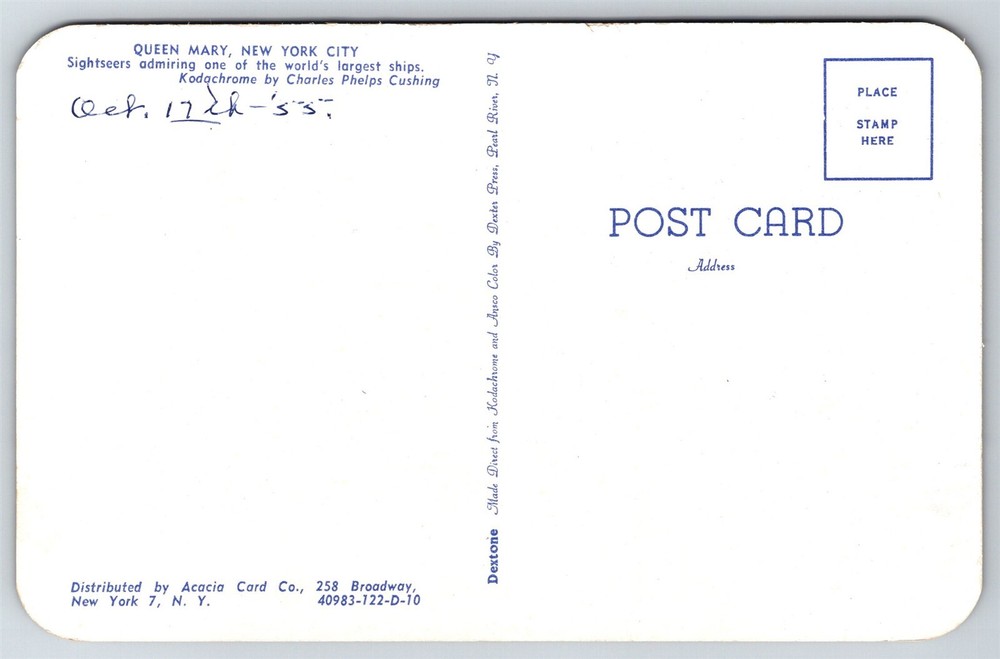 QUEEN MARY, NEW YORK CITY
Sightseers admiring one of the world's largest ships.
Kodachrome by Charles Phelps Cushing
Oct. 17th - '55.
Distributed by Acacia Card Co., 258 Broadway,
New York 7, N. Y. 40983-122-D-10
Dextone Made Direct from Kodachrome and Ansco Color By Dexter Press, Pearl River, N. Y
PLACE
STAMP
HERE
POST CARD
Address